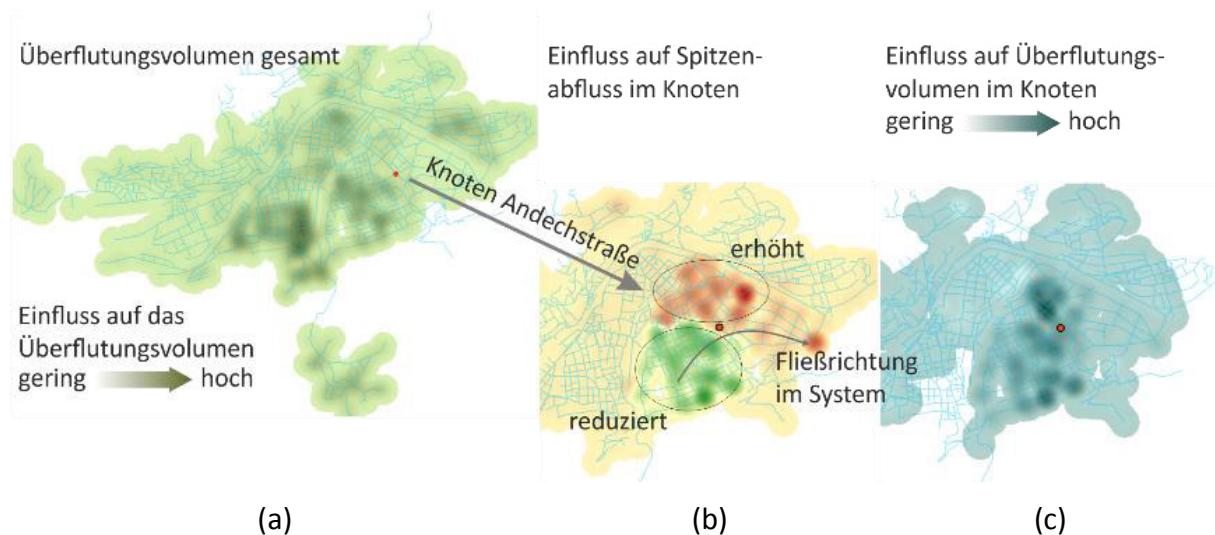 Überflutungsvolumen gesamt
Einfluss auf das
Überflutungsvolumen
gering hoch
Knoten Andechstraße
Einfluss auf Spitzen-
abfluss im Knoten
erhöht
Fließrichtung
im System
reduziert
Einfluss auf Überflutungs-
volumen im Knoten
gering hoch
(a) (b) (c)